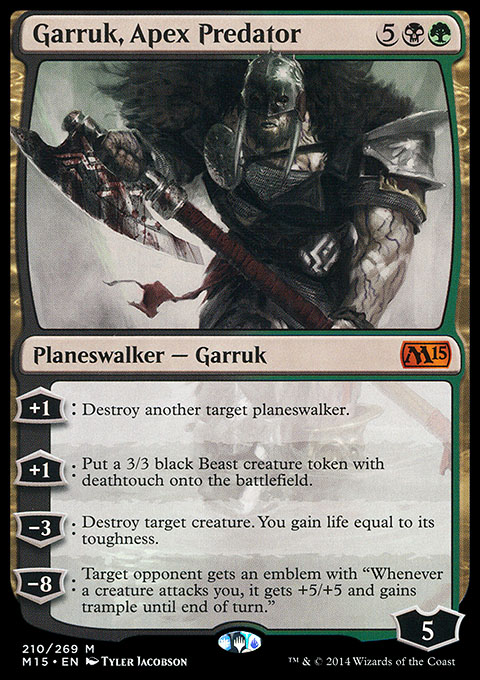 Garruk, Apex Predator 5
Planeswalker — Garruk M15
+1 : Destroy another target planeswalker.
+1 : Put a 3/3 black Beast creature token with
deathtouch onto the battlefield.
-3 : Destroy target creature. You gain life equal to its
toughness.
-8 : Target opponent gets an emblem with “Whenever
a creature attacks you, it gets +5/+5 and gains
trample until end of turn.”
5
210/269 M
M15 • EN Tyler Jacobson
™ & © 2014 Wizards of the Coast